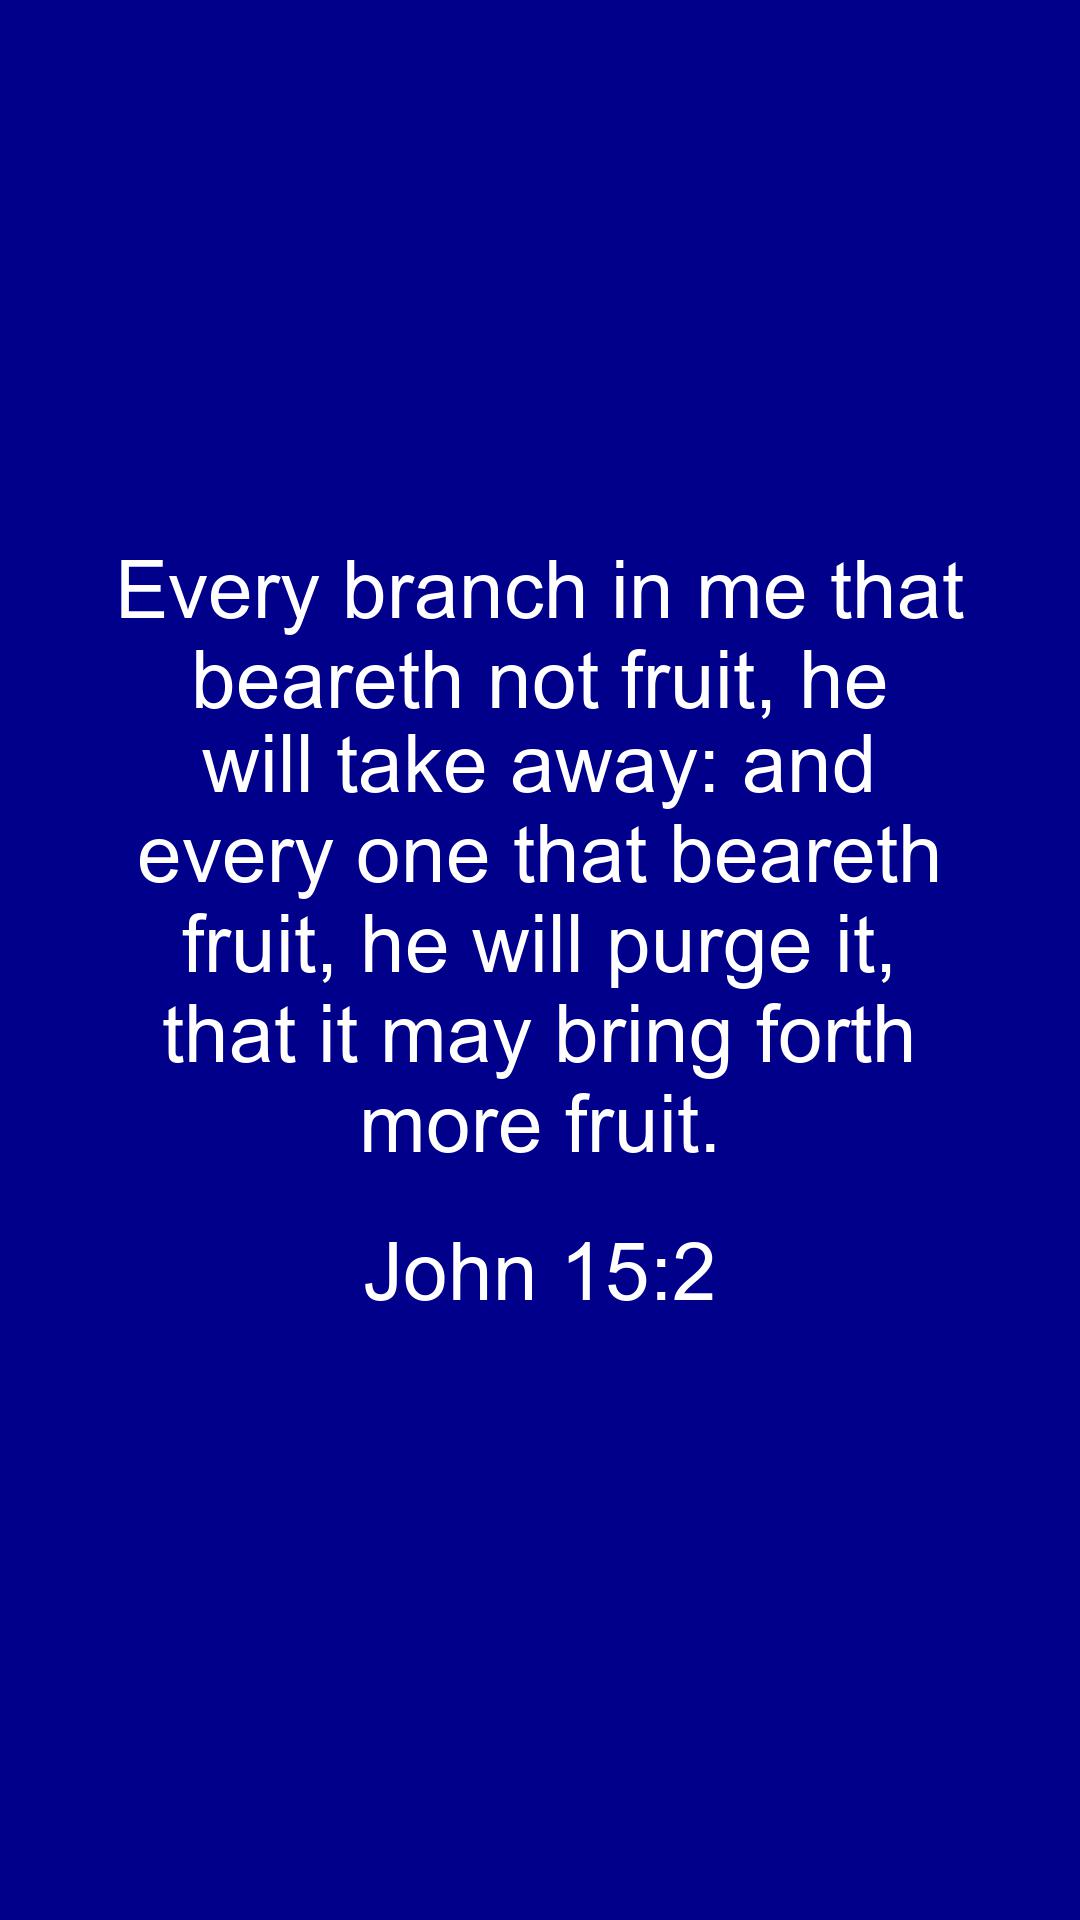 Every branch in me that
beareth not fruit, he
will take away: and
every one that beareth
fruit, he will purge it,
that it may bring forth
more fruit.
John 15:2